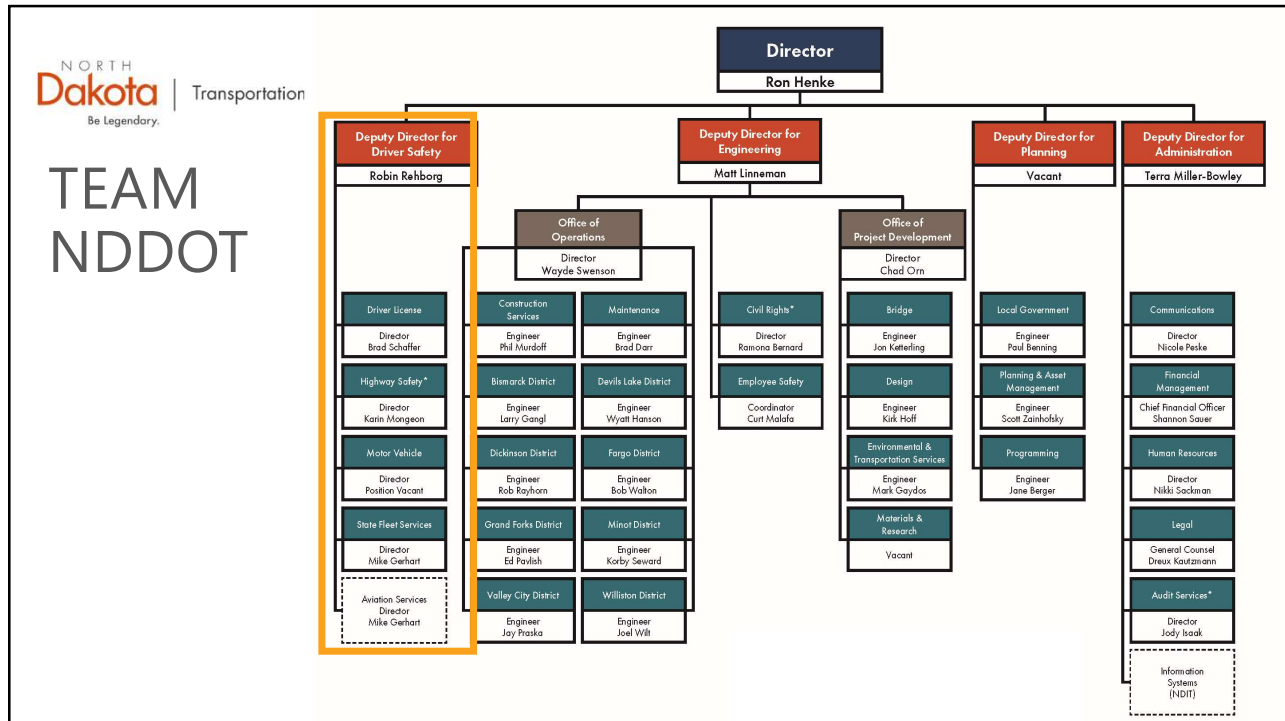 NORTH
Dakota
Be Legendary.
Transportation
TEAM
NDDOT
Director
Ron Henke
Deputy Director for
Driver Safety
Robin Rehborg
Deputy Director for
Engineering
Matt Linneman
Deputy Director for
Planning
Vacant
Deputy Director for
Administration
Terra Miller-Bowley
Office of
Operations
Director
Wayde Swenson
Office of
Project Development
Director
Chad Orn
Driver License
Director
Brad Schaffer
Highway Safety*
Director
Karin Mongeon
Motor Vehicle
Director
Position Vacant
State Fleet Services
Director
Mike Gerhart
Aviation Services
Director
Mike Gerhart
Construction
Services
Engineer
Phil Murdoff
Bismarck District
Engineer
Larry Gangl
Dickinson District
Engineer
Rob Rayhorn
Grand Forks District
Engineer
Ed Pavlish
Valley City District
Engineer
Jay Praska
Maintenance
Engineer
Brad Darr
Devils Lake District
Engineer
Wyatt Hanson
Fargo District
Engineer
Bob Walton
Minot District
Engineer
Korby Seward
Williston District
Engineer
Joel Wilt
Civil Rights*
Director
Ramona Bernard
Employee Safety
Coordinator
Curt Malafa
Bridge
Engineer
Jon Ketterling
Design
Engineer
Kirk Hoff
Environmental &
Transportation Services
Engineer
Mark Gaydos
Materials &
Research
Vacant
Local Government
Engineer
Paul Benning
Planning & Asset
Management
Engineer
Scott Zainhofsky
Programming
Engineer
Jane Berger
Communications
Director
Nicole Peske
Financial
Management
Chief Financial Officer
Shannon Sauer
Human Resources
Director
Nikki Sackman
Legal
General Counsel
Dreux Kautzmann
Audit Services*
Director
Jody Isaak
Information
Systems
(NDIT)